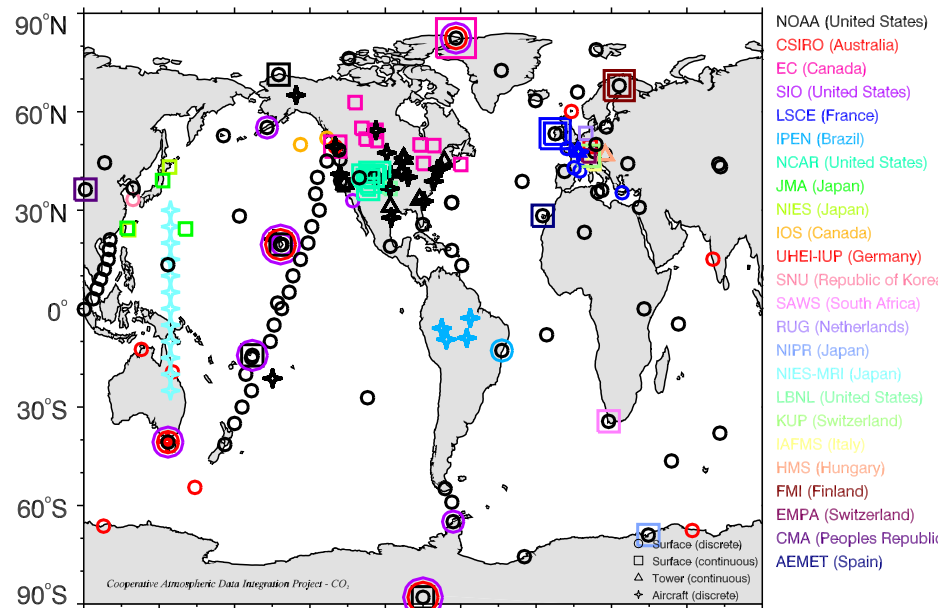 90°N
60°N
30°N
0°
30°S
60°S
90°S
NOAA (United States)
CSIRO (Australia)
EC (Canada)
SIO (United States)
LSCE (France)
IPEN (Brazil)
NCAR (United States)
JMA (Japan)
NIES (Japan)
IOS (Canada)
UHEI-IUP (Germany)
SNU (Republic of Korea
SAWS (South Africa)
RUG (Netherlands)
NIPR (Japan)
NIES-MRI (Japan)
LBNL (United States)
KUP (Switzerland)
IAFMS (Italy)
HMS (Hungary)
FMI (Finland)
EMPA (Switzerland)
CMA (Peoples Republic
AEMET (Spain)
Surface (discrete)
Surface (continuous)
Tower (continuous)
Aircraft (discrete)
Cooperative Atmospheric Data Integration Project - CO₂